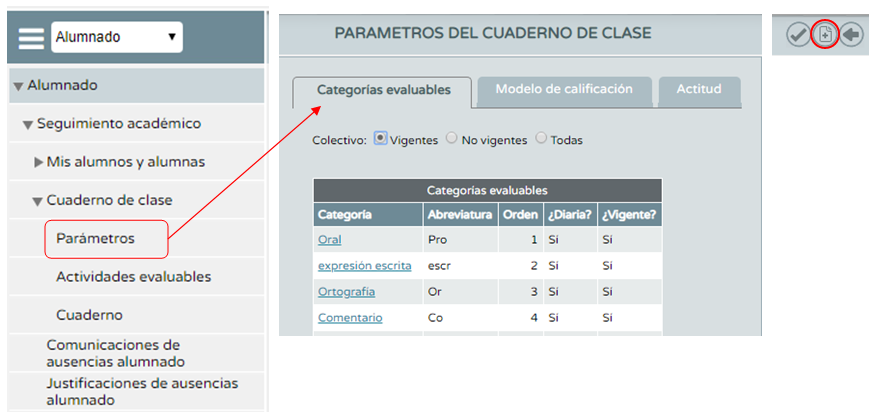 Alumnado
Alumnado
Seguimiento académico
Mis alumnos y alumnas
Cuaderno de clase
Parámetros
Actividades evaluables
Cuaderno
Comunicaciones de
ausencias alumnado
Justificaciones de ausencias
alumnado
PARAMETROS DEL CUADERNO DE CLASE
Categorías evaluables Modelo de calificación Actitud
Colectivo: Vigentes No vigentes Todas
Categorías evaluables
Categoría Abreviatura Orden ¿Diaria? ¿Vigente?
Oral Pro 1 Si Si
expresión escrita escr 2 Si Si
Ortografía Or 3 Si Si
Comentario Co 4 Si Si